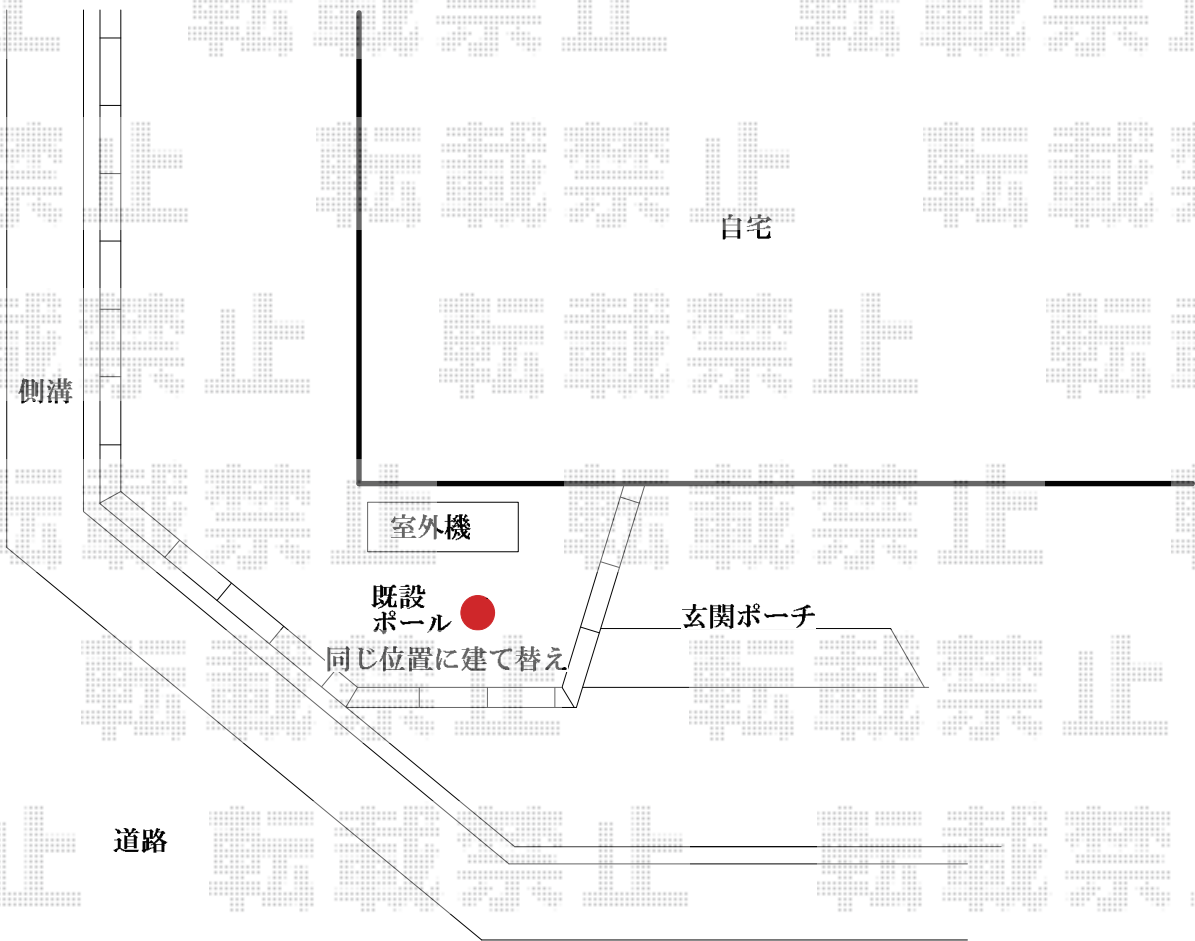 転載禁止
自宅
側溝
室外機
既設
ポール
玄関ポーチ
同じ位置に建て替え
道路